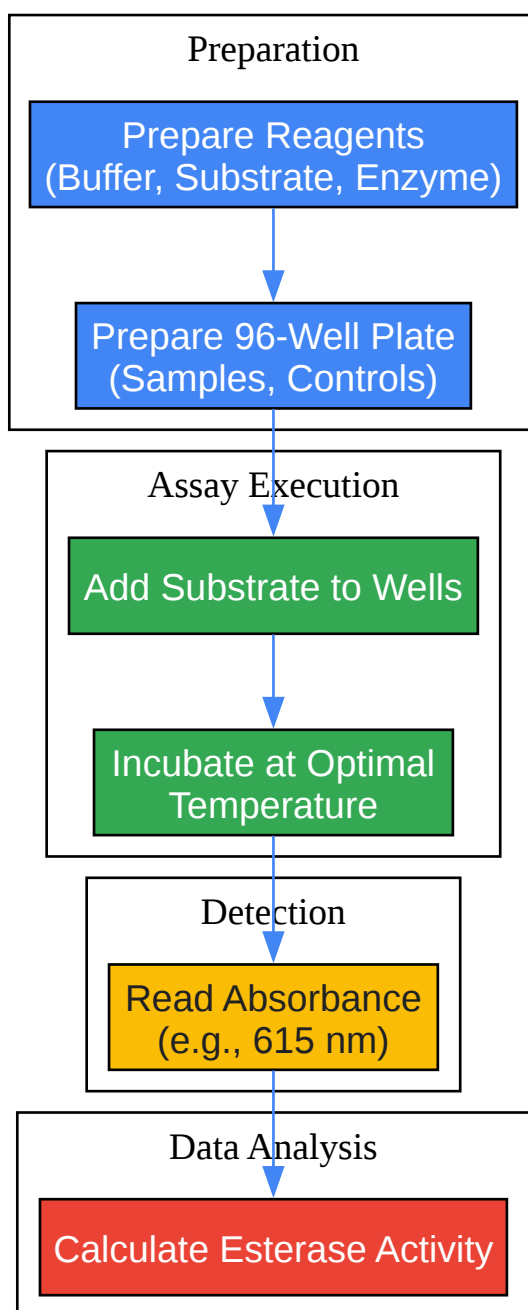 Preparation
Prepare Reagents
(Buffer, Substrate, Enzyme)
Prepare 96-Well Plate
(Samples, Controls)
Assay Execution
Add Substrate to Wells
Incubate at Optimal
Temperature
Detection
Read Absorbance
(e.g., 615 nm)
Data Analysis
Calculate Esterase Activity